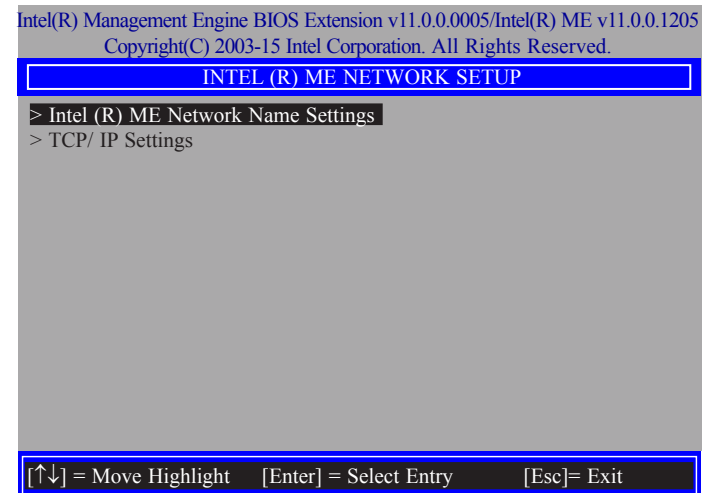 Intel(R) Management Engine BIOS Extension v11.0.0.0005/Intel(R) ME v11.0.0.1205
Copyright(C) 2003-15 Intel Corporation. All Rights Reserved.
INTEL (R) ME NETWORK SETUP
> Intel (R) ME Network Name Settings
> TCP/ IP Settings
[↑↓] = Move Highlight [Enter] = Select Entry [Esc]= Exit